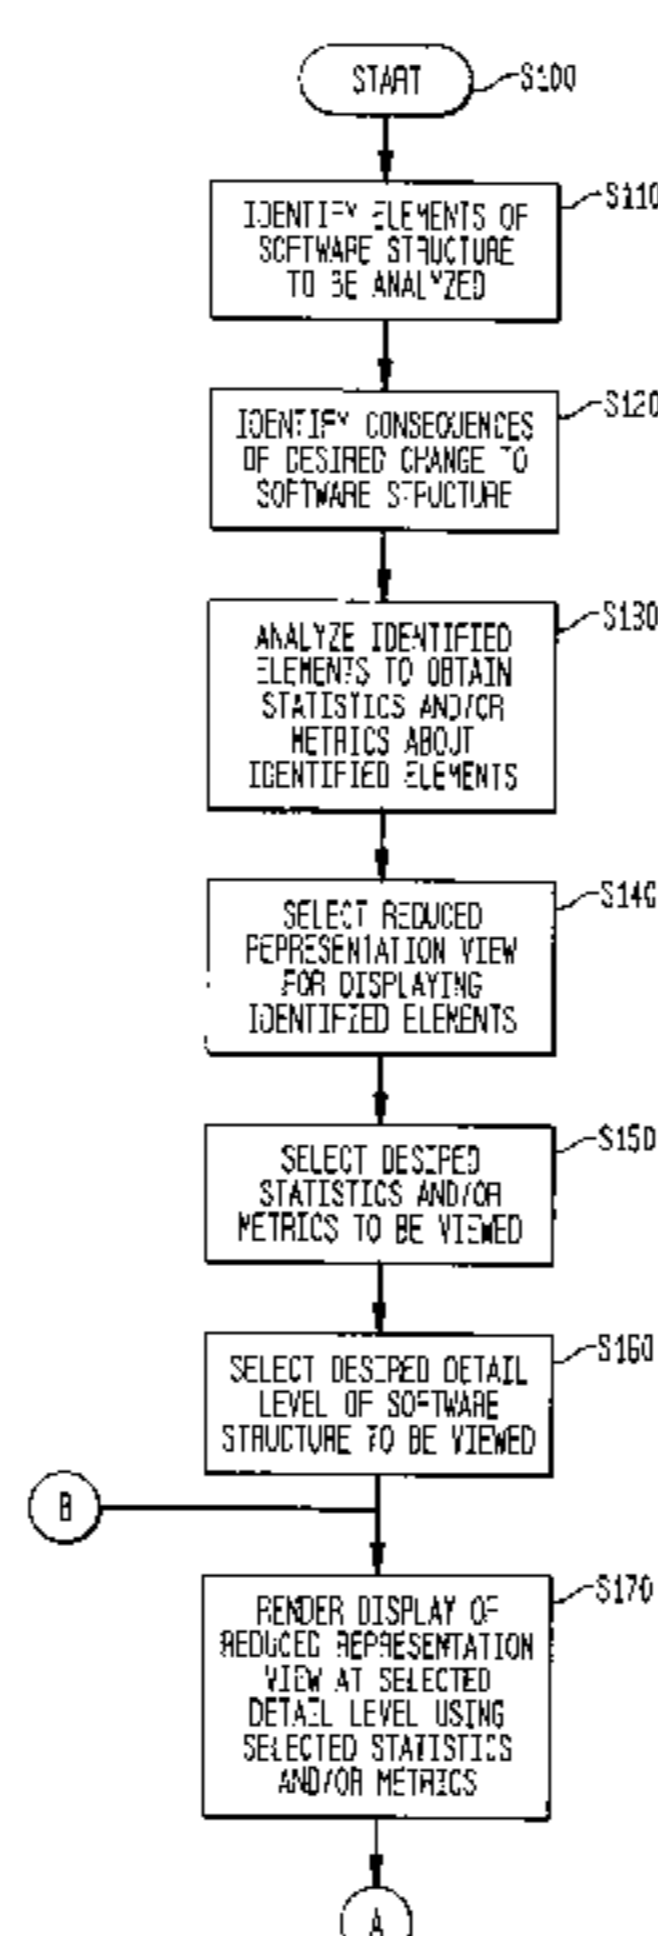 START
S100
IDENTIFY ELEMENTS OF
SOFTWARE STRUCTURE
TO BE ANALYZED
S110
IDENTIFY CONSEQUENCES
OF DESIRED CHANGE TO
SOFTWARE STRUCTURE
S120
ANALYZE IDENTIFIED
ELEMENTS TO OBTAIN
STATISTICS AND/OR
METRICS ABOUT
IDENTIFIED ELEMENTS
S130
SELECT REDUCED
REPRESENTATION VIEW
FOR DISPLAYING
IDENTIFIED ELEMENTS
S140
SELECT DESIRED
STATISTICS AND/OR
METRICS TO BE VIEWED
S150
SELECT DESIRED DETAIL
LEVEL OF SOFTWARE
STRUCTURE TO BE VIEWED
S160
B
RENDER DISPLAY OF
REDUCED REPRESENTATION
VIEW AT SELECTED
DETAIL LEVEL USING
SELECTED STATISTICS
AND/OR METRICS
S170
A